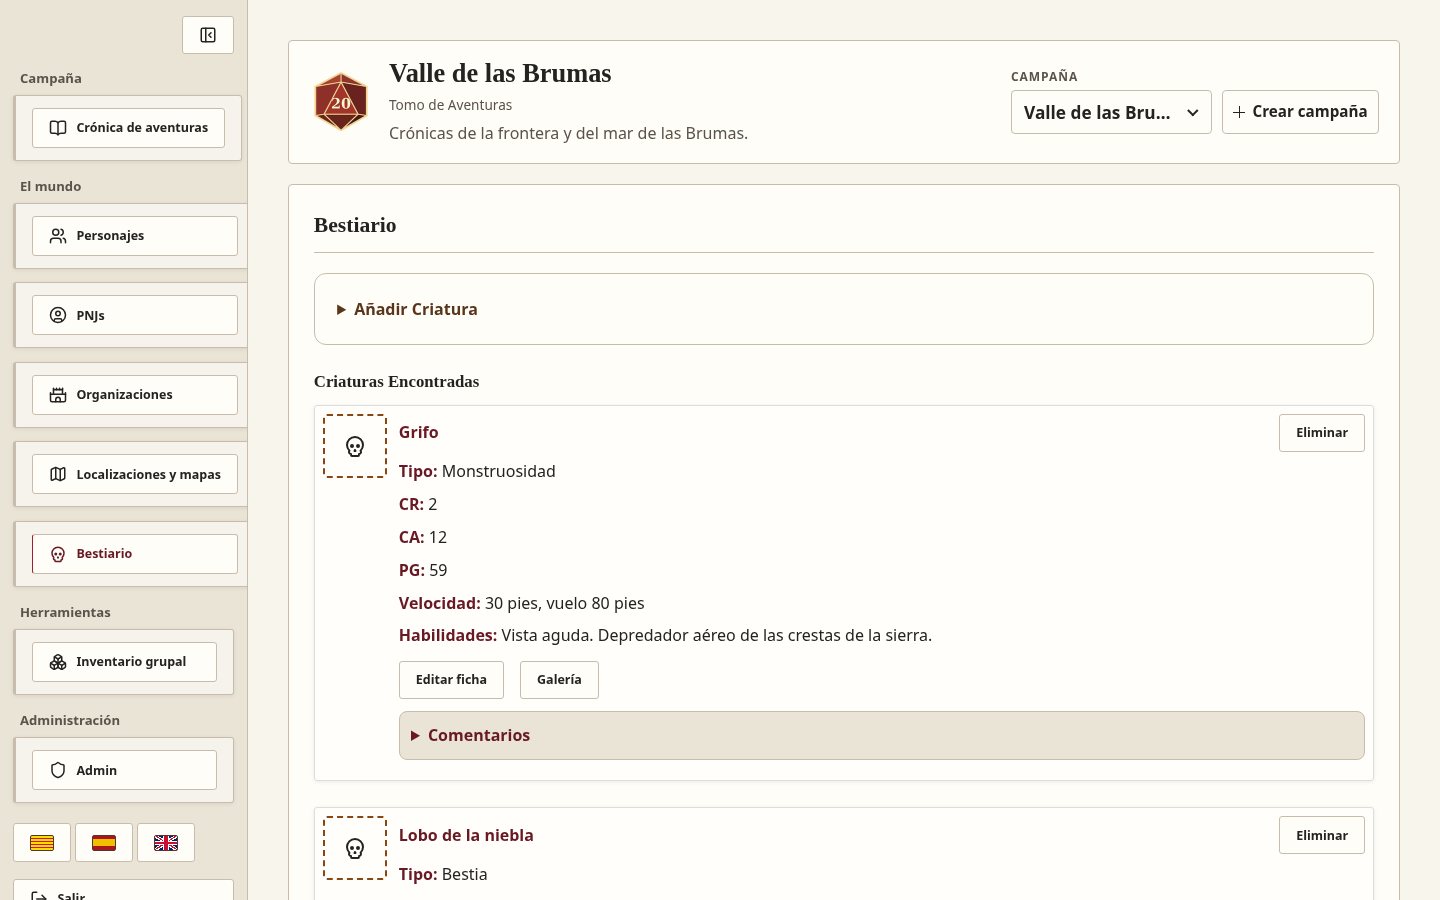 Campaña
Crónica de aventuras
El mundo
Personajes
PNJs
Organizaciones
Localizaciones y mapas
Bestiario
Herramientas
Inventario grupal
Administración
Admin
Salir
20
Valle de las Brumas
Tomo de Aventuras
Crónicas de la frontera y del mar de las Brumas.
CAMPAÑA
Valle de las Bru...
Crear campaña
Bestiario
Añadir Criatura
Criaturas Encontradas
Grifo
Eliminar
Tipo: Monstruosidad
CR: 2
CA: 12
PG: 59
Velocidad: 30 pies, vuelo 80 pies
Habilidades: Vista aguda. Depredador aéreo de las crestas de la sierra.
Editar ficha
Galería
Comentarios
Lobo de la niebla
Eliminar
Tipo: Bestia